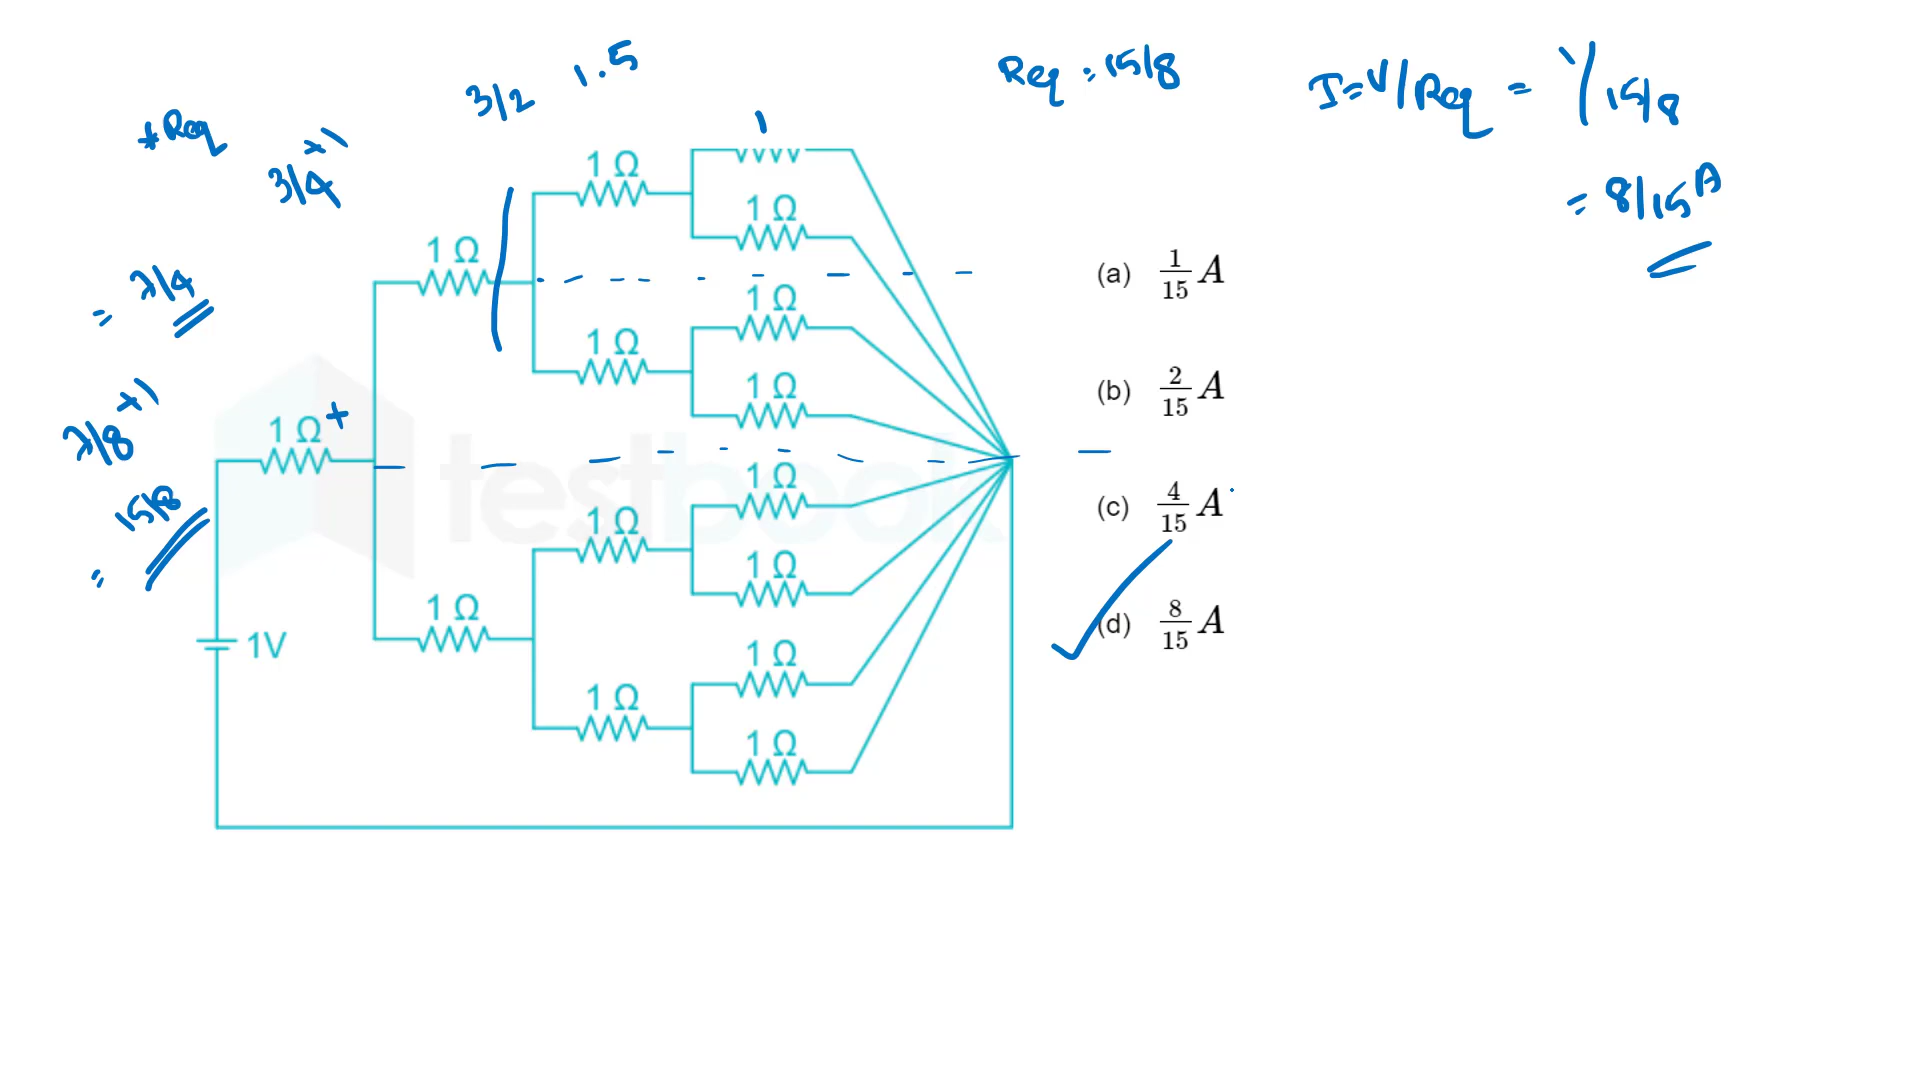 1.5
3/2
Req = 15/8
I = V/Req = 1/15/8
*Req
3/4 +1
1
1 Ω
1 Ω
= 8/15 A
1 Ω
(a) 1/15 A
= 7/4
1 Ω
1 Ω
1 Ω
(b) 2/15 A
7/8 +1
1 Ω +
testbook
1 Ω
(c) 4/15 A
= 15/8
1 Ω
1 Ω
1 Ω
(d) 8/15 A
1V
1 Ω
1 Ω
1 Ω